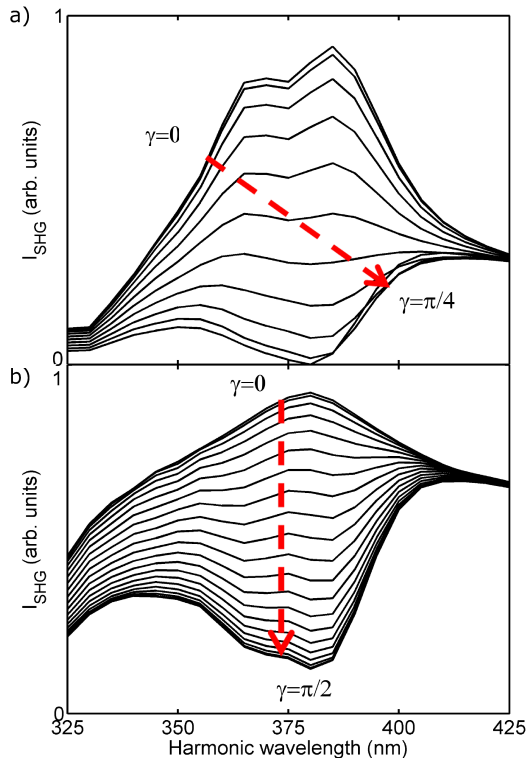 a)
1
γ=0
I_SHG (arb. units)
γ=π/4
0
b)
1
γ=0
I_SHG (arb. units)
γ=π/2
0
325 350 375 400 425
Harmonic wavelength (nm)